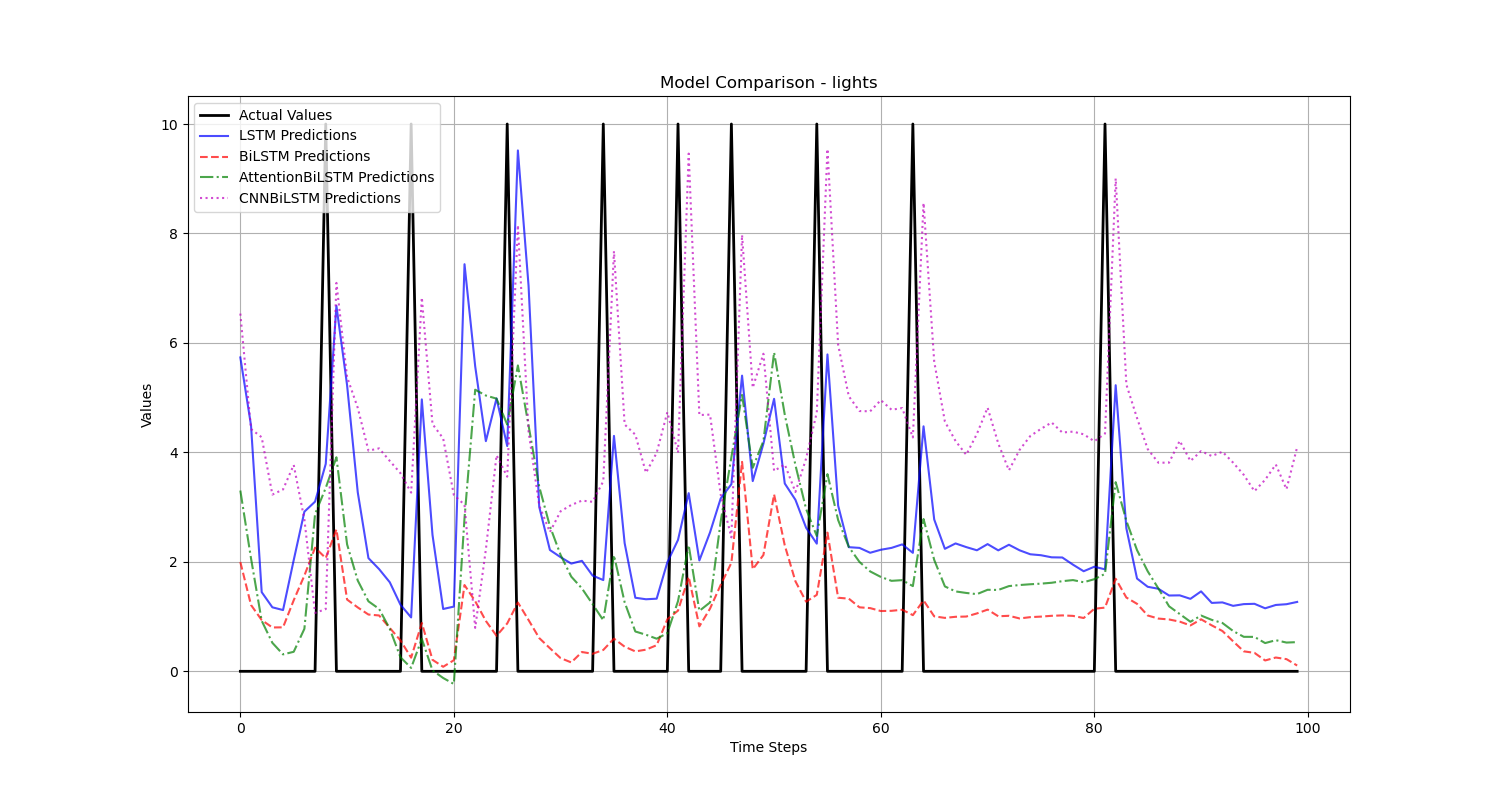 Model Comparison - lights
Actual Values
LSTM Predictions
BiLSTM Predictions
AttentionBiLSTM Predictions
CNNBiLSTM Predictions
Values
10
8
6
4
2
0
0 20 40 60 80 100
Time Steps